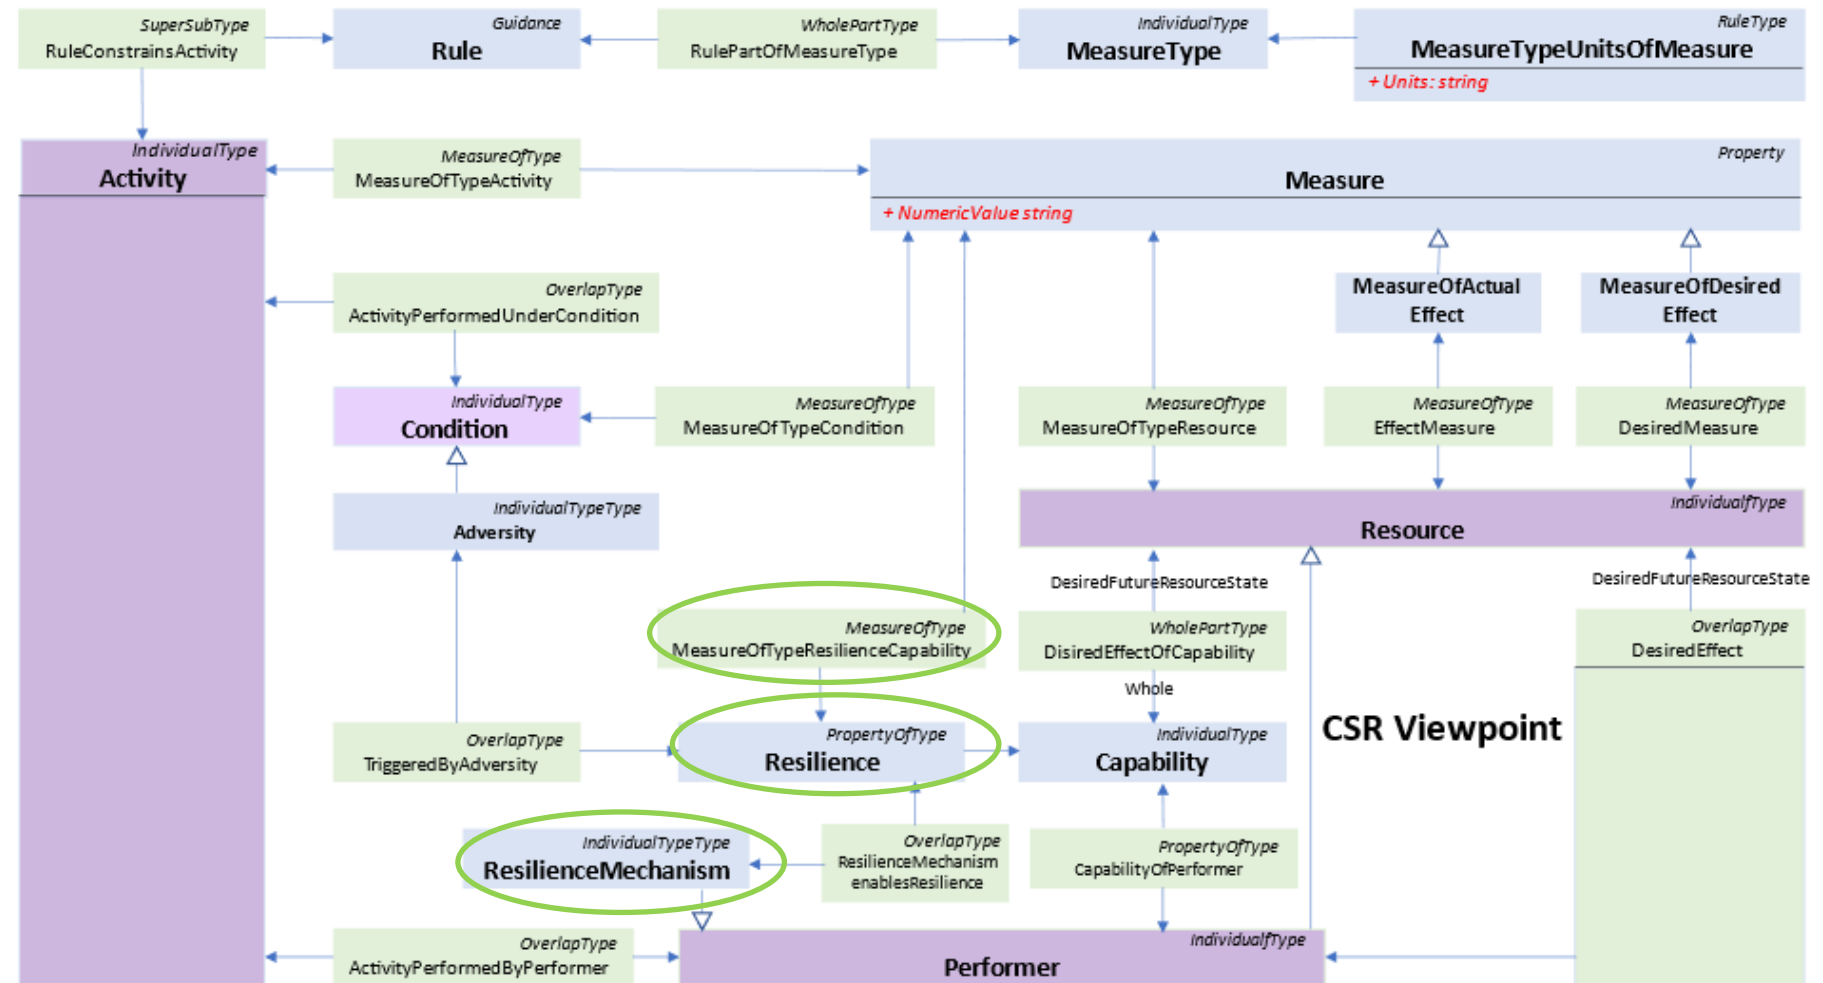 SuperSubType
RuleConstrainsActivity
Guidance
Rule
WholePartType
RulePartOfMeasureType
IndividualType
MeasureType
RuleType
MeasureTypeUnitsOfMeasure
+ Units: string
IndividualType
Activity
MeasureOfType
MeasureOfTypeActivity
Property
Measure
+ NumericValue string
OverlapType
ActivityPerformedUnderCondition
MeasureOfActual
Effect
MeasureOfDesired
Effect
IndividualType
Condition
MeasureOfType
MeasureOfTypeCondition
MeasureOfType
MeasureOfTypeResource
MeasureOfType
EffectMeasure
MeasureOfType
DesiredMeasure
IndividualTypeType
Adversity
IndividualfType
Resource
DesiredFutureResourceState
DesiredFutureResourceState
MeasureOfType
MeasureOfTypeResilienceCapability
WholePartType
DisiredEffectOfCapability
OverlapType
DesiredEffect
Whole
OverlapType
TriggeredByAdversity
PropertyOfType
Resilience
IndividualType
Capability
CSR Viewpoint
IndividualTypeType
ResilienceMechanism
OverlapType
ResilienceMechanism
enablesResilience
PropertyOfType
CapabilityOfPerformer
OverlapType
ActivityPerformedByPerformer
IndividualfType
Performer